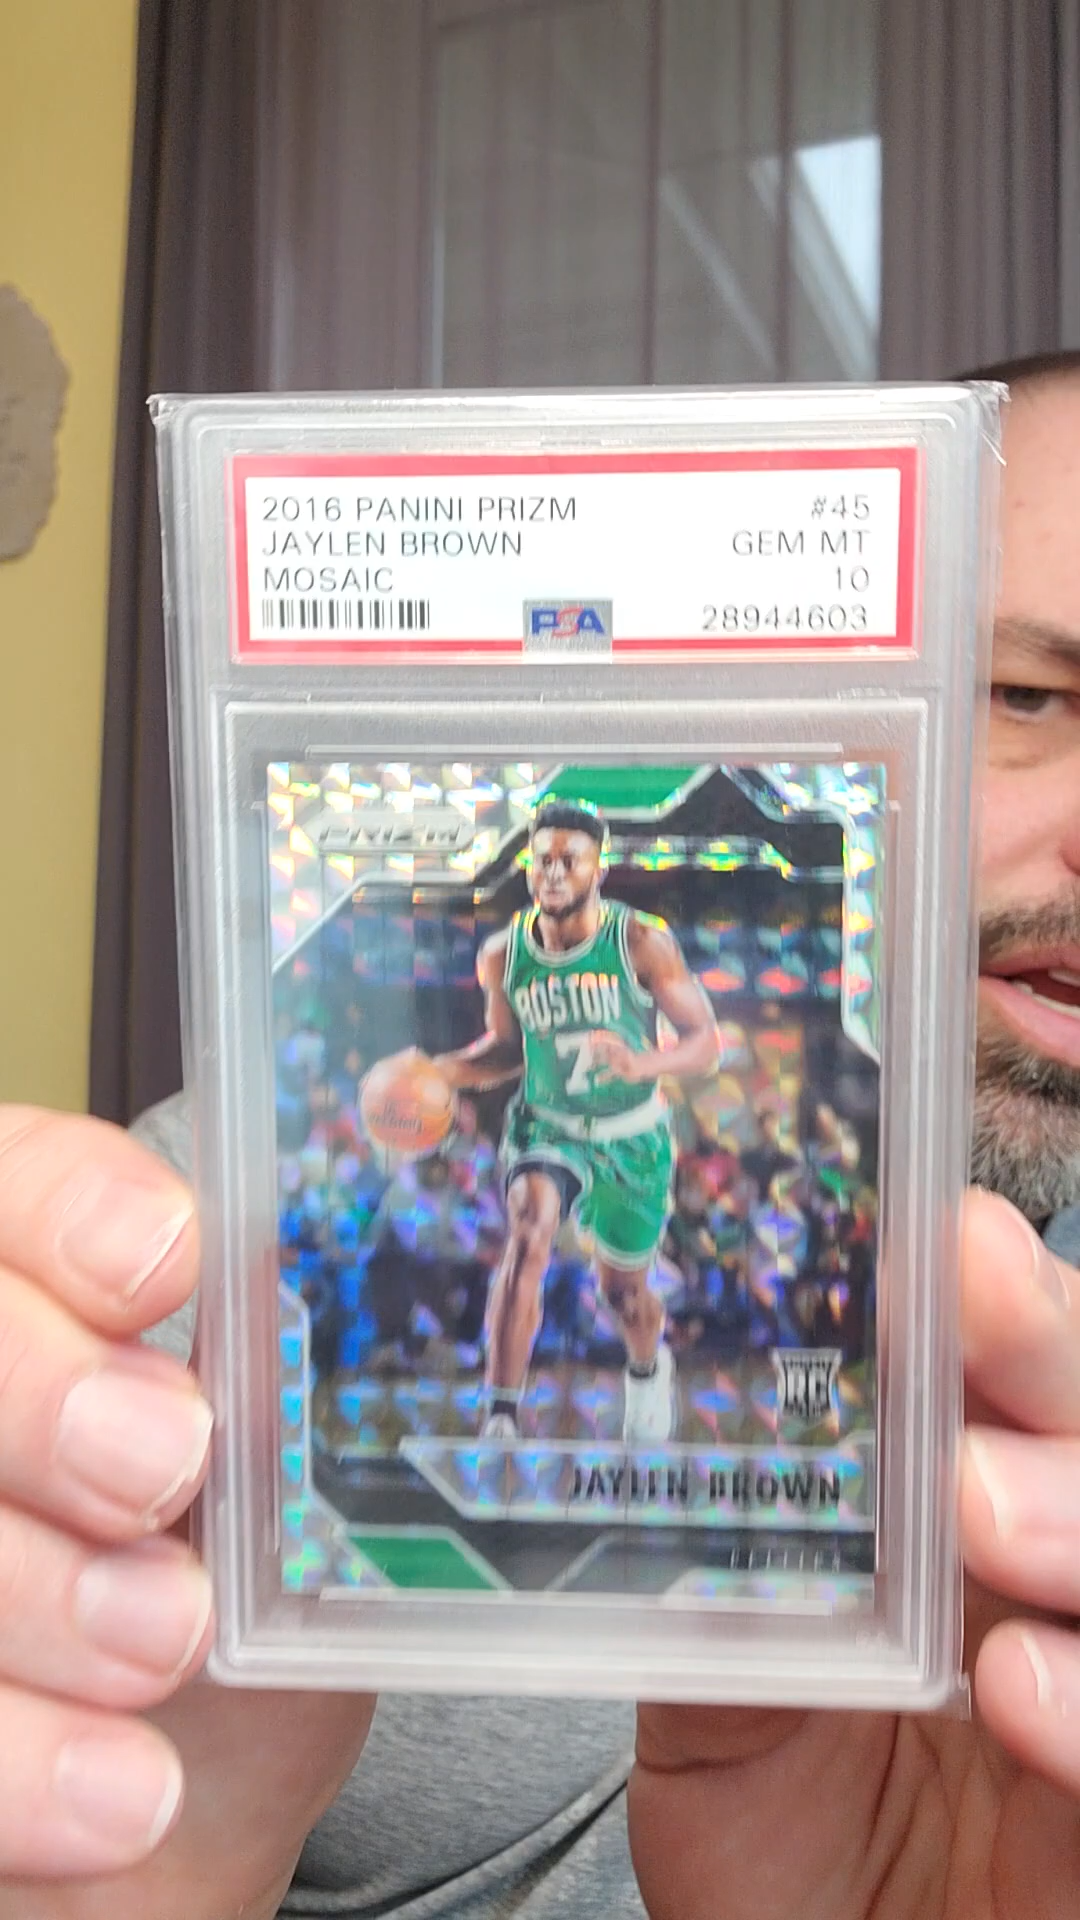 2016 PANINI PRIZM #45
JAYLEN BROWN GEM MT
MOSAIC 10
PSA 28944603
PRIZM
BOSTON
7
RC
JAYLEN BROWN